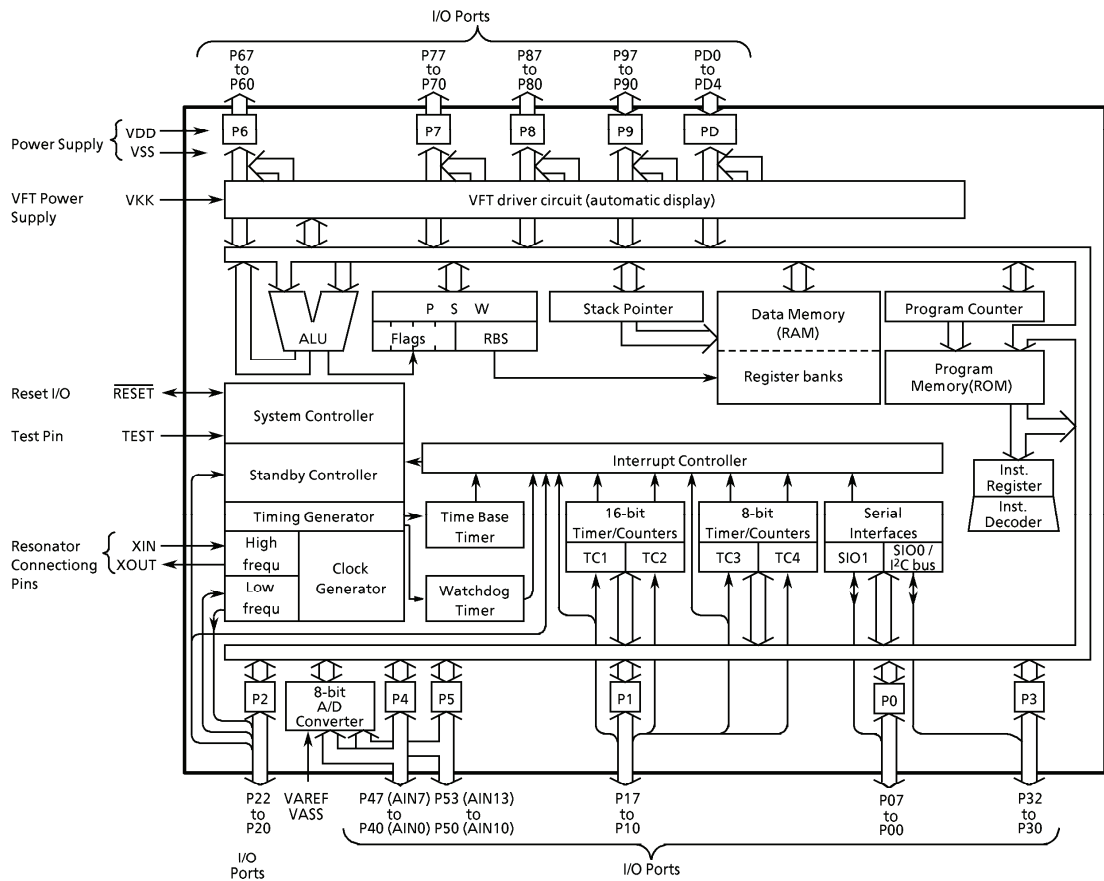 I/O Ports
P67 to P60
P77 to P70
P87 to P80
P97 to P90
PD0 to PD4
Power Supply
VDD
VSS
P6
P7
P8
P9
PD
VFT Power Supply
VKK
VFT driver circuit (automatic display)
ALU
P S W
Flags
RBS
Stack Pointer
Data Memory (RAM)
Register banks
Program Counter
Program Memory(ROM)
Reset I/O
RESET
Test Pin
TEST
System Controller
Standby Controller
Interrupt Controller
Inst. Register
Inst. Decoder
Timing Generator
Time Base Timer
16-bit Timer/Counters
TC1
TC2
8-bit Timer/Counters
TC3
TC4
Serial Interfaces
SIO1
SIO0 / I²C bus
Resonator Connectiong Pins
XIN
XOUT
High frequ
Low frequ
Clock Generator
Watchdog Timer
P2
8-bit A/D Converter
P4
P5
P1
P0
P3
P22 to P20
VAREF
VASS
P47 (AIN7) to P40 (AIN0)
P53 (AIN13) to P50 (AIN10)
P17 to P10
P07 to P00
P32 to P30
I/O Ports
I/O Ports